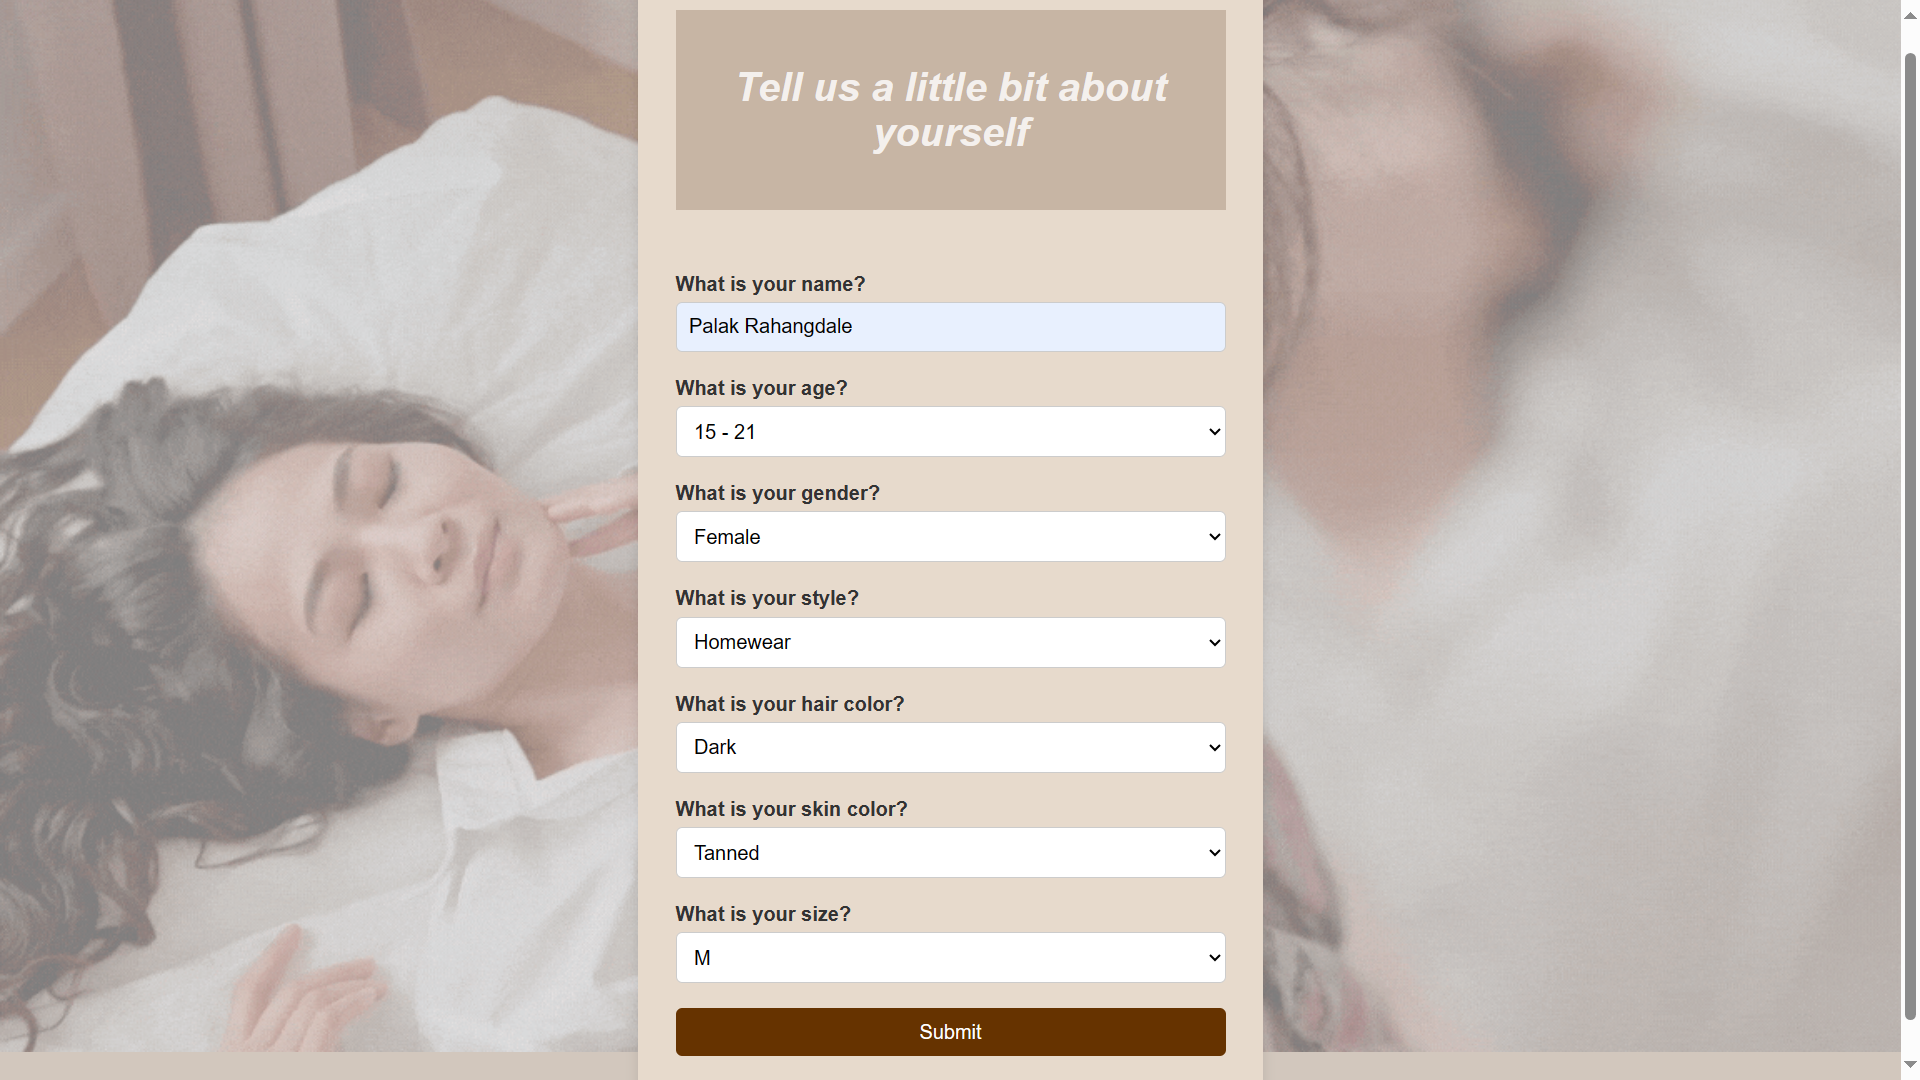 Tell us a little bit about
yourself
What is your name?
Palak Rahangdale
What is your age?
15 - 21
What is your gender?
Female
What is your style?
Homewear
What is your hair color?
Dark
What is your skin color?
Tanned
What is your size?
M
Submit